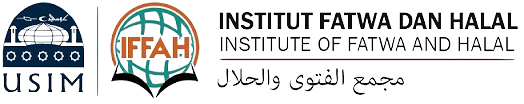 USIM
IFFAH
INSTITUT FATWA DAN HALAL
INSTITUTE OF FATWA AND HALAL
مجمع الفتوى والحلال